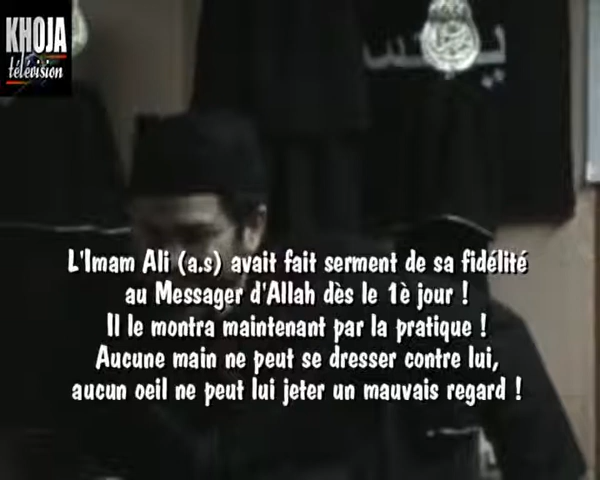 KHOJA
télévision
L'Imam Ali (a.s) avait fait serment de sa fidélité
au Messager d'Allah dès le 1è jour !
Il le montra maintenant par la pratique !
Aucune main ne peut se dresser contre lui,
aucun oeil ne peut lui jeter un mauvais regard !